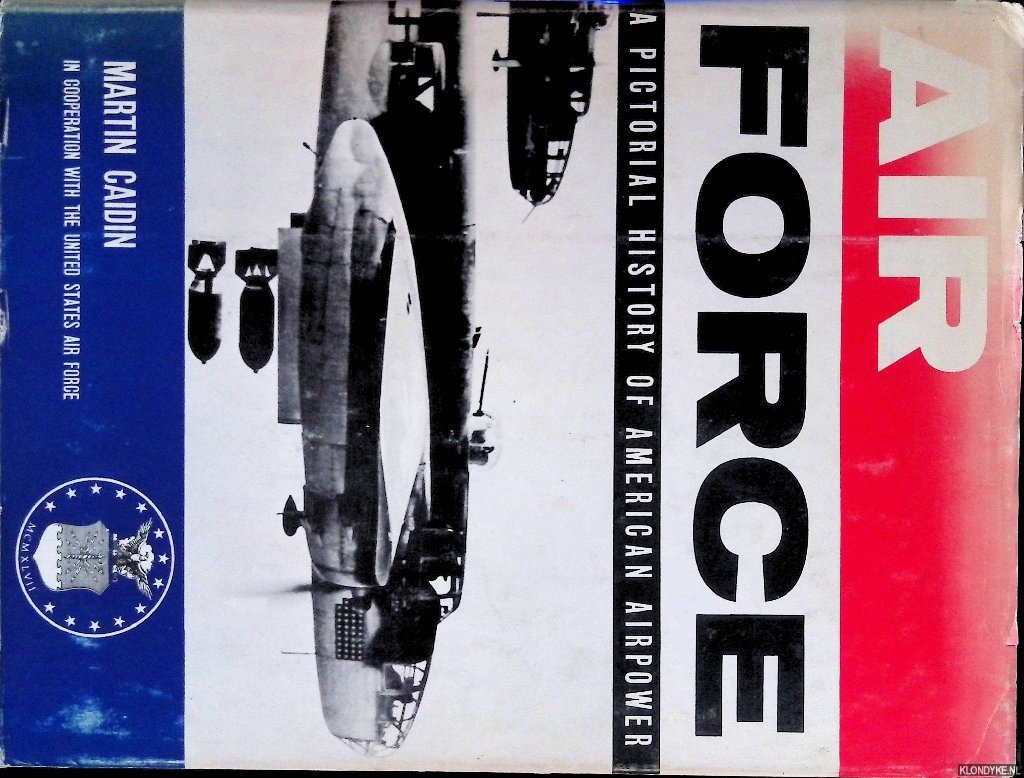 AIR
FORCE
A PICTORIAL HISTORY OF AMERICAN AIRPOWER
MARTIN CAIDIN
IN COOPERATION WITH THE UNITED STATES AIR FORCE
MCMXLVII
KLONDYKE.NL